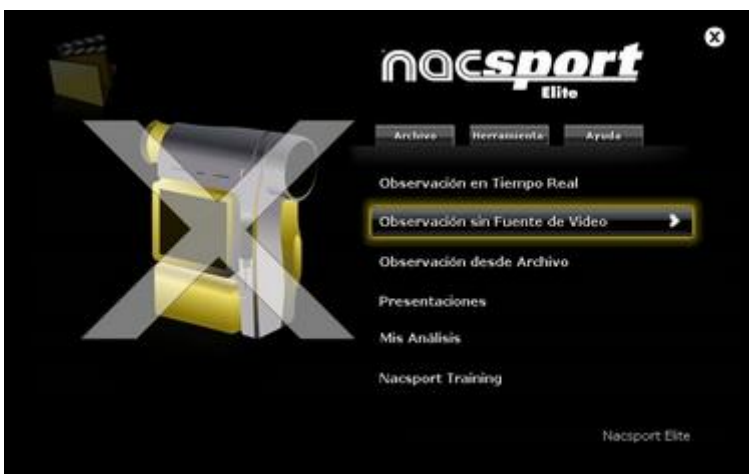 nacsport
Elite
Archivo Herramienta Ayuda
Observación en Tiempo Real
Observación sin Fuente de Video
Observación desde Archivo
Presentaciones
Mis Análisis
Nacsport Training
Nacsport Elite